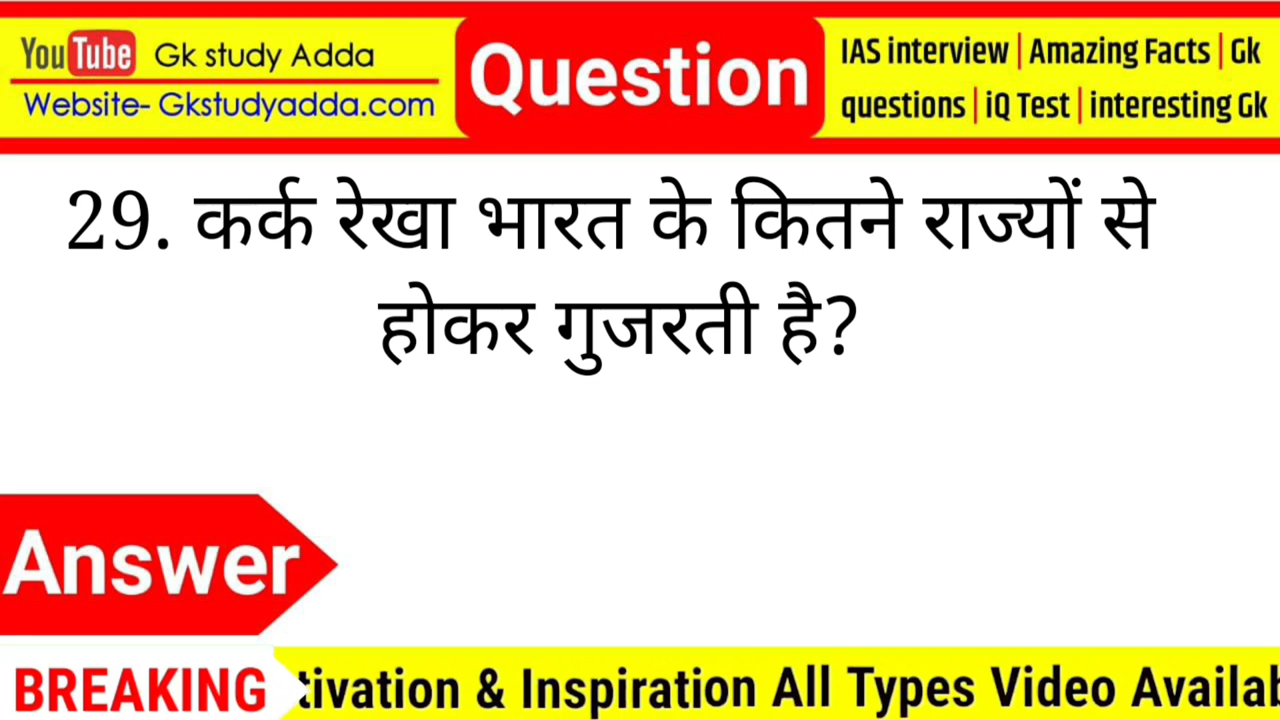 YouTube Gk study Adda
Website- Gkstudyadda.com
Question
IAS interview | Amazing Facts | Gk
questions | iQ Test | interesting Gk
29. कर्क रेखा भारत के कितने राज्यों से
होकर गुजरती है?
Answer
BREAKING tivation & Inspiration All Types Video Availab